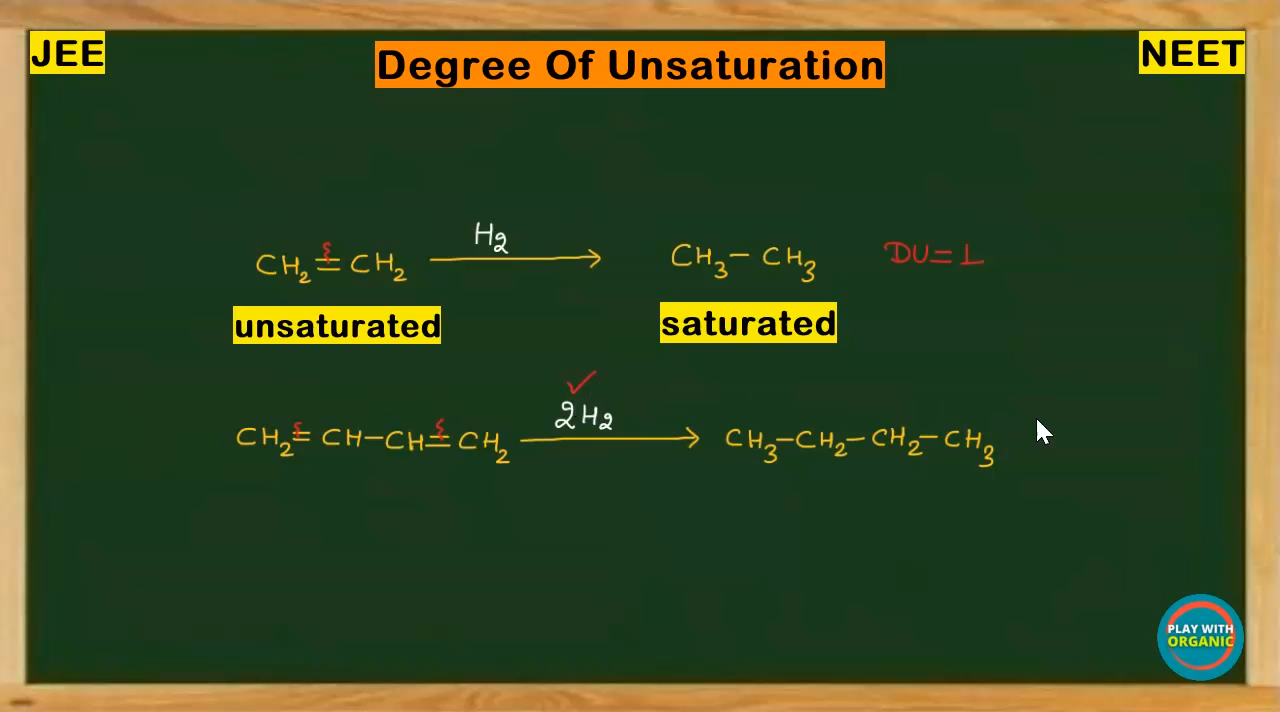 JEE
Degree Of Unsaturation
NEET
H₂
CH₂=CH₂ → CH₃–CH₃ DU=1
unsaturated
saturated
✓
2H₂
CH₂=CH–CH=CH₂ → CH₃–CH₂–CH₂–CH₃
PLAY WITH
ORGANIC